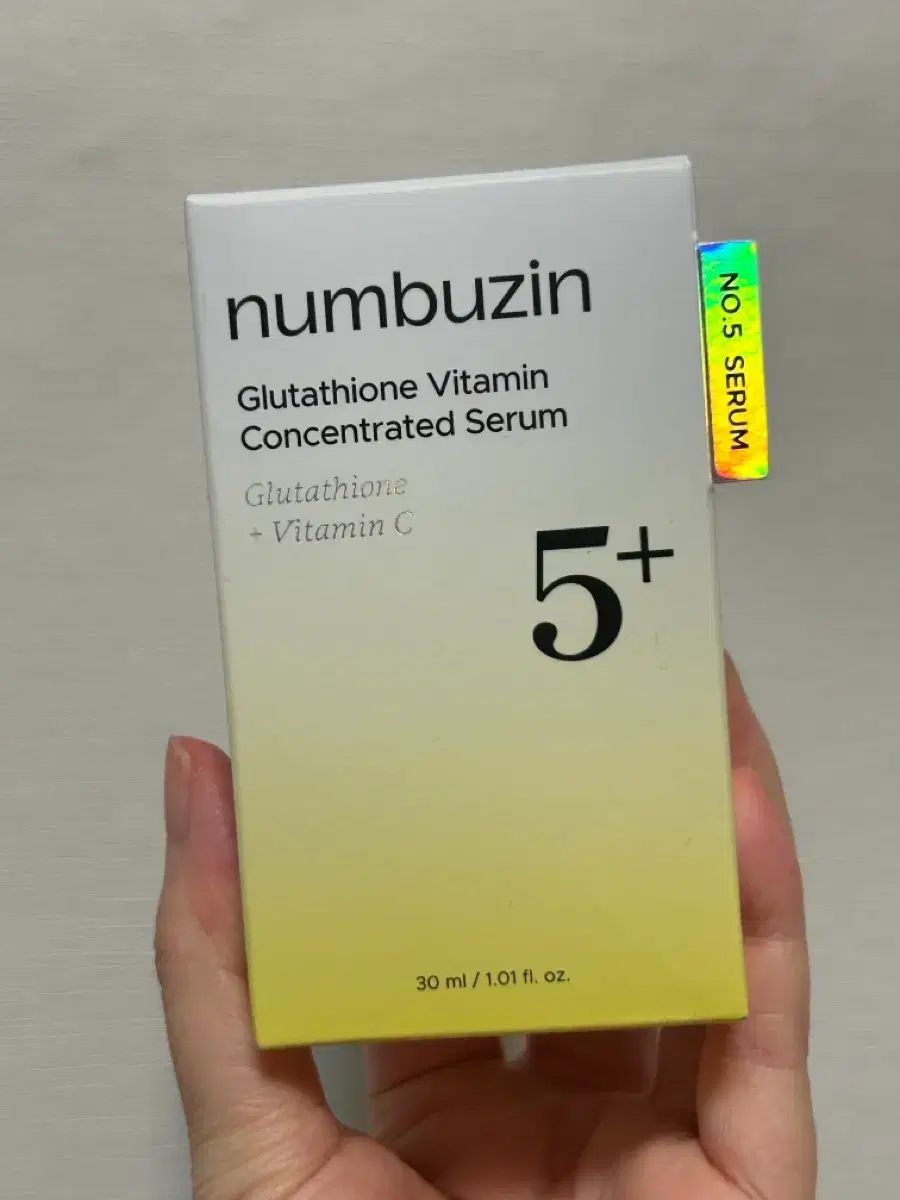 numbuzin
Glutathione Vitamin
Concentrated Serum
Glutathione
+ Vitamin C
5+
30 ml / 1.01 fl. oz.
NO.5 SERUM